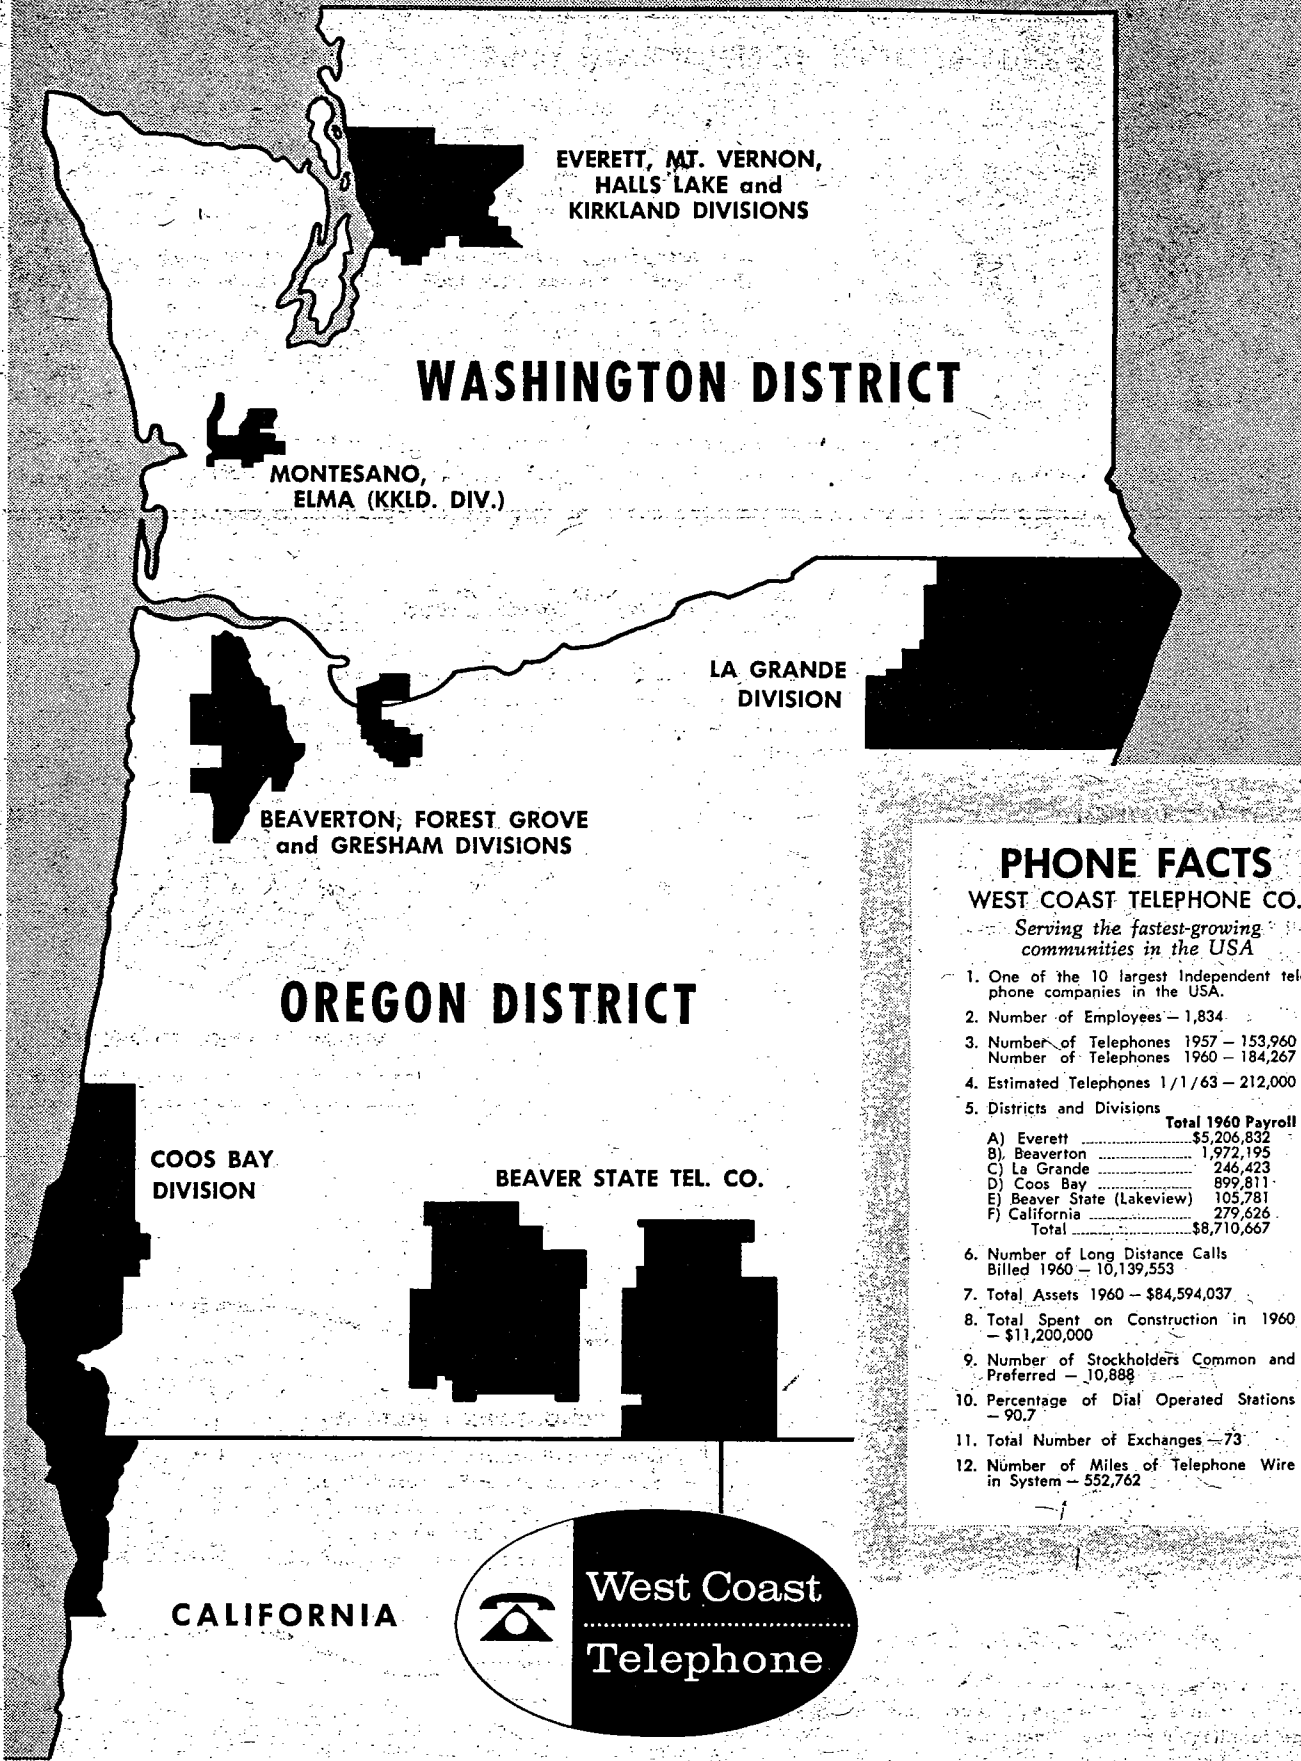 EVERETT, MT. VERNON,
HALLS LAKE and
KIRKLAND DIVISIONS
WASHINGTON DISTRICT
MONTESANO,
ELMA (KKLD. DIV.)
LA GRANDE
DIVISION
BEAVERTON, FOREST GROVE
and GRESHAM DIVISIONS
OREGON DISTRICT
COOS BAY
DIVISION
BEAVER STATE TEL. CO.
CALIFORNIA
West Coast
Telephone
PHONE FACTS
WEST COAST TELEPHONE CO.
Serving the fastest-growing
communities in the USA
1. One of the 10 largest Independent tel
phone companies in the USA.
2. Number of Employees – 1,834
3. Number of Telephones 1957 – 153,960
Number of Telephones 1960 – 184,267
4. Estimated Telephones 1/1/63 – 212,000
5. Districts and Divisions
Total 1960 Payroll
A) Everett $5,206,832
B) Beaverton 1,972,195
C) La Grande 246,423
D) Coos Bay 899,811
E) Beaver State (Lakeview) 105,781
F) California 279,626
Total $8,710,667
6. Number of Long Distance Calls
Billed 1960 – 10,139,553
7. Total Assets 1960 – $84,594,037
8. Total Spent on Construction in 1960
– $11,200,000
9. Number of Stockholders Common and
Preferred – 10,888
10. Percentage of Dial Operated Stations
– 90.7
11. Total Number of Exchanges – 73
12. Number of Miles of Telephone Wire
in System – 552,762